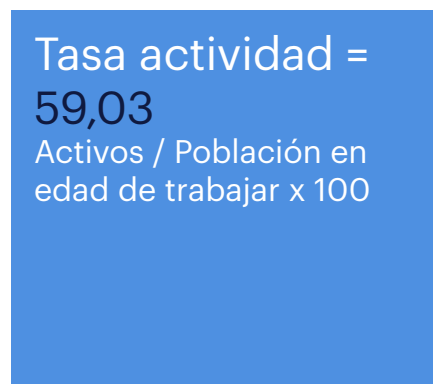 Tasa actividad =
59,03
Activos / Población en
edad de trabajar x 100